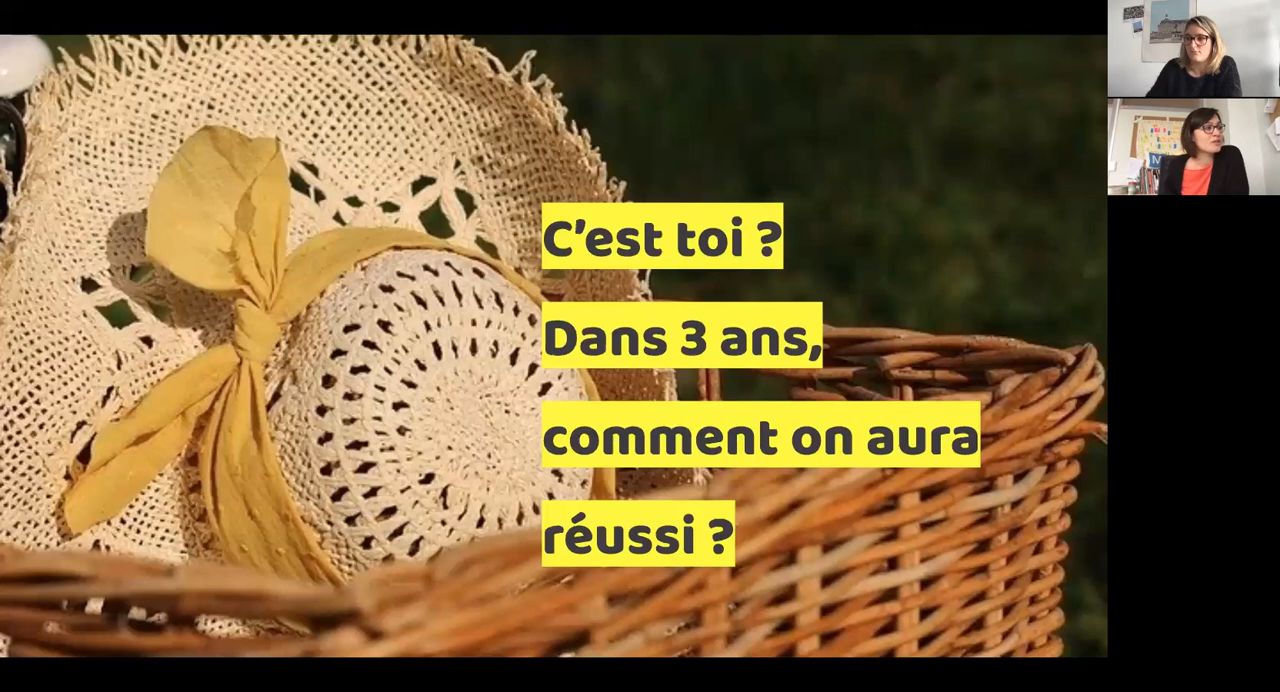 C’est toi ?
Dans 3 ans,
comment on aura
réussi ?